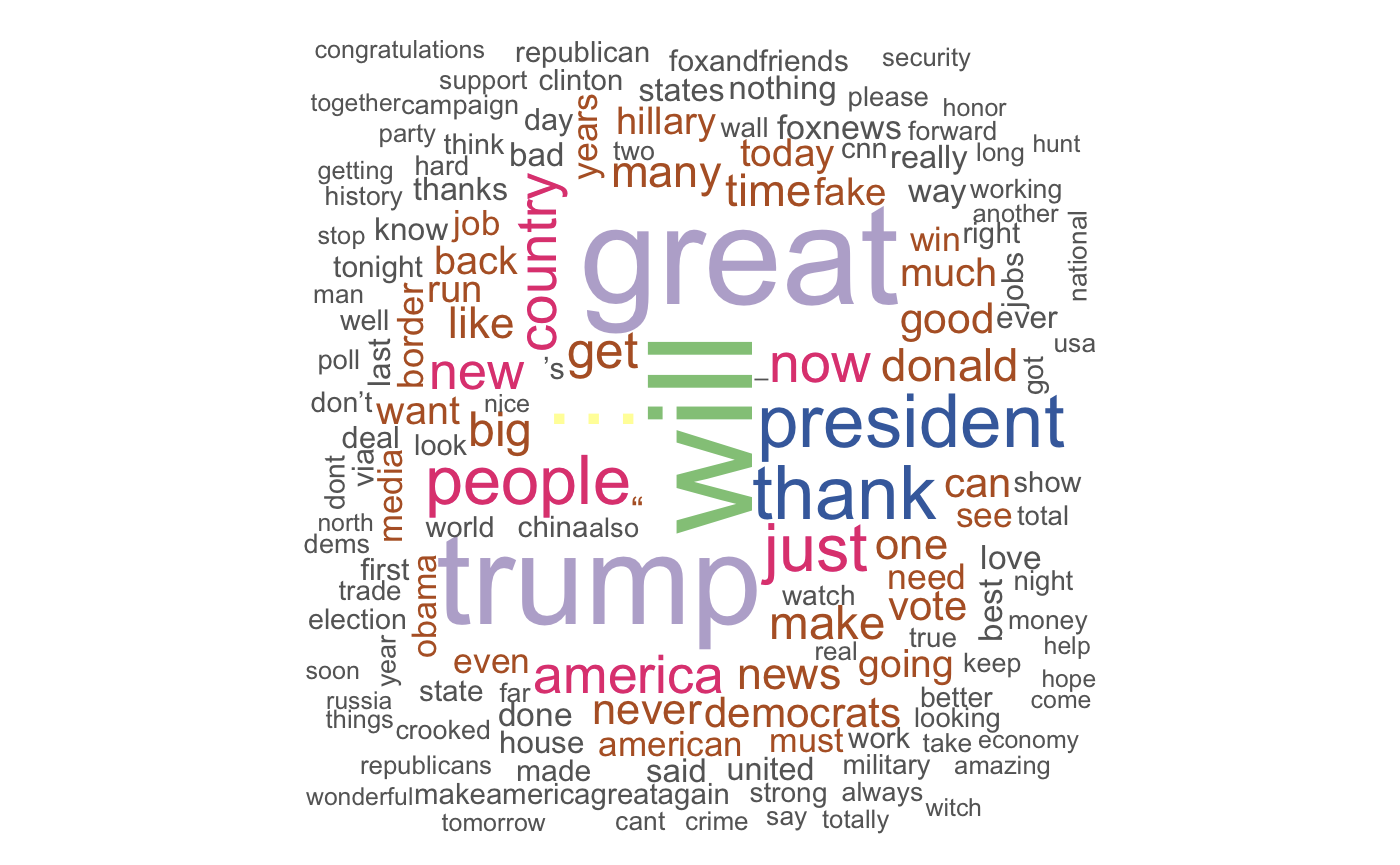 congratulations republican foxandfriends security
support clinton states nothing please
together campaign day years hillary wall foxnews forward honor
party think bad two today cnn really long hunt
getting hard many time fake way working
history thanks country great another national
stop know job win right
tonight back much jobs
man border run
well like good ever
poll last new ’s get will _ now donald got usa
don’t want nice … president
deal look big
via
dont media people “ thank can show
north world china also see total
dems trump just one love
first obama need best night
trade watch
election make vote money
year true help
soon even america news real going keep hope
russia state far better come
things crooked done never democrats looking
house american must work take economy
republicans made said united military amazing
wonderful makeamericagreatagain strong always witch
tomorrow cant crime say totally